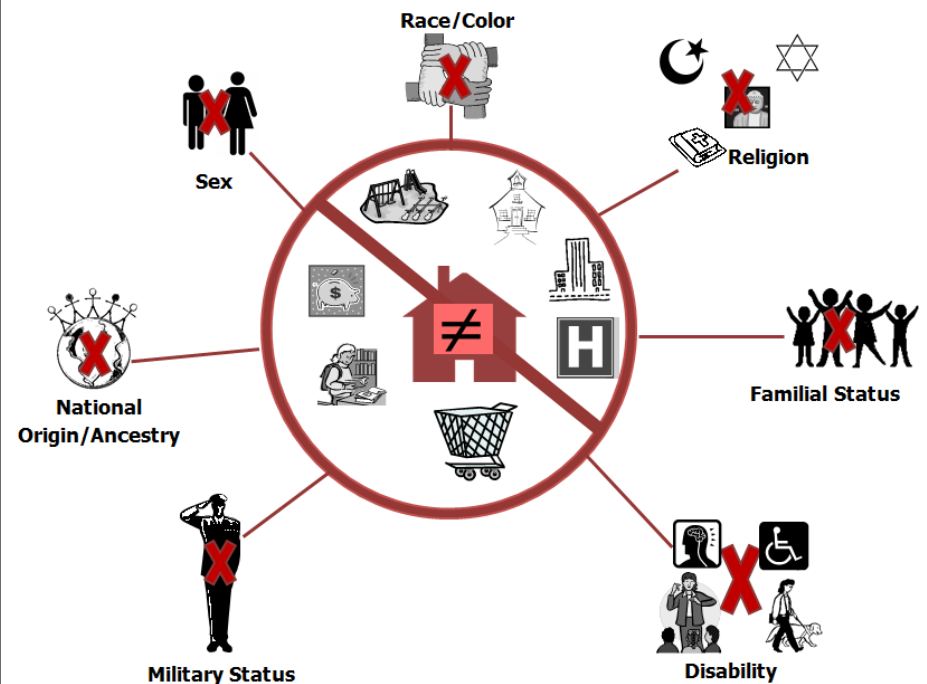 Race/Color
Religion
Sex
$
≠
H
National
Origin/Ancestry
Familial Status
Military Status
Disability